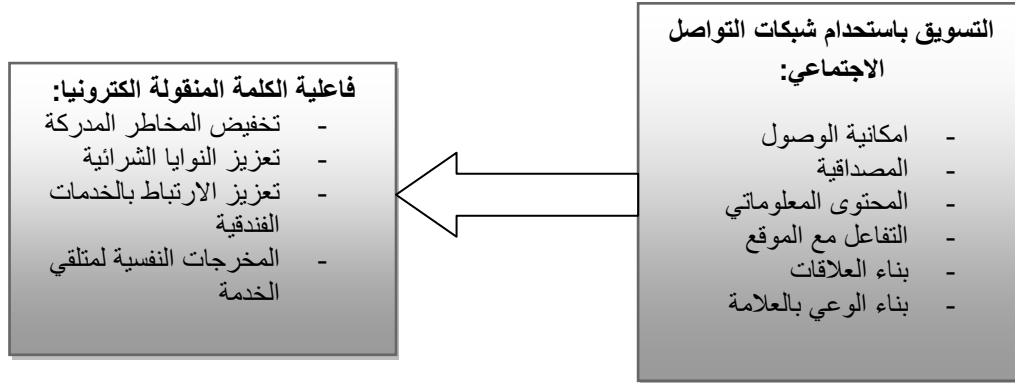 التسويق باستحدام شبكات التواصل
الاجتماعي:
- امكانية الوصول
- المصداقية
- المحتوى المعلوماتي
- التفاعل مع الموقع
- بناء العلاقات
- بناء الوعي بالعلامة
فاعلية الكلمة المنقولة الكترونيا:
- تخفيض المخاطر المدركة
- تعزيز النوايا الشرائية
- تعزيز الارتباط بالخدمات
الفندقية
- المخرجات النفسية لمتلقي
الخدمة